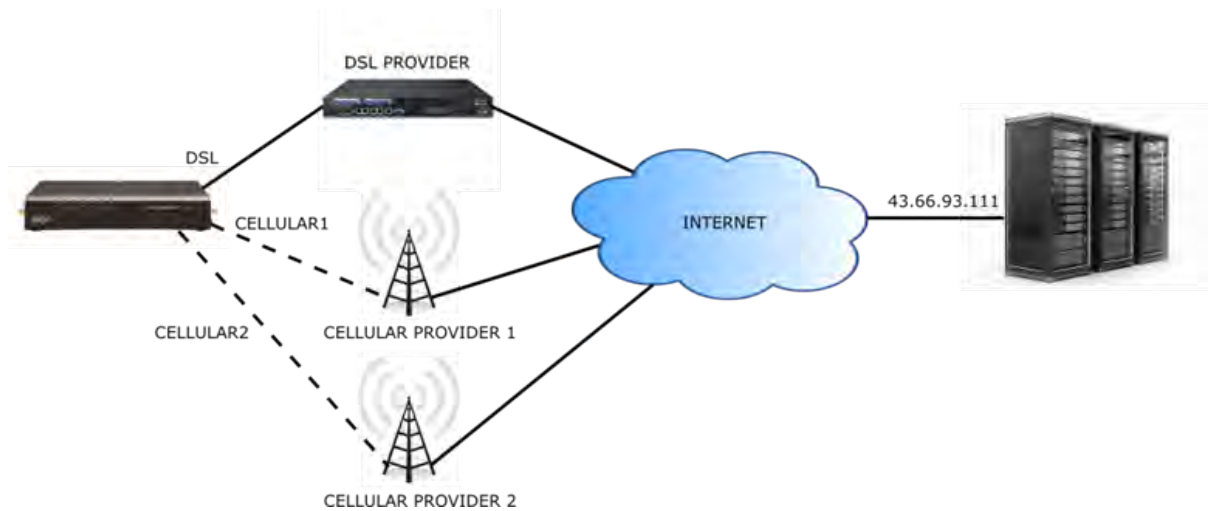 DSL PROVIDER
DSL
CELLULAR1
INTERNET
43.66.93.111
CELLULAR2
CELLULAR PROVIDER 1
CELLULAR PROVIDER 2